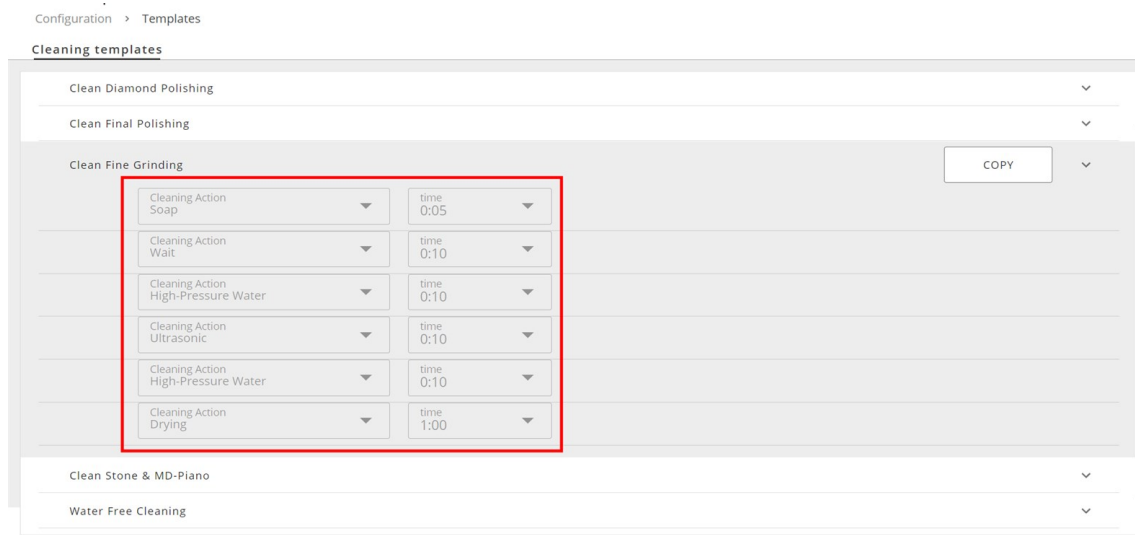 Configuration > Templates
Cleaning templates
Clean Diamond Polishing
Clean Final Polishing
Clean Fine Grinding COPY
Cleaning Action time
Soap 0:05
Cleaning Action time
Wait 0:10
Cleaning Action time
High-Pressure Water 0:10
Cleaning Action time
Ultrasonic 0:10
Cleaning Action time
High-Pressure Water 0:10
Cleaning Action time
Drying 1:00
Clean Stone & MD-Piano
Water Free Cleaning